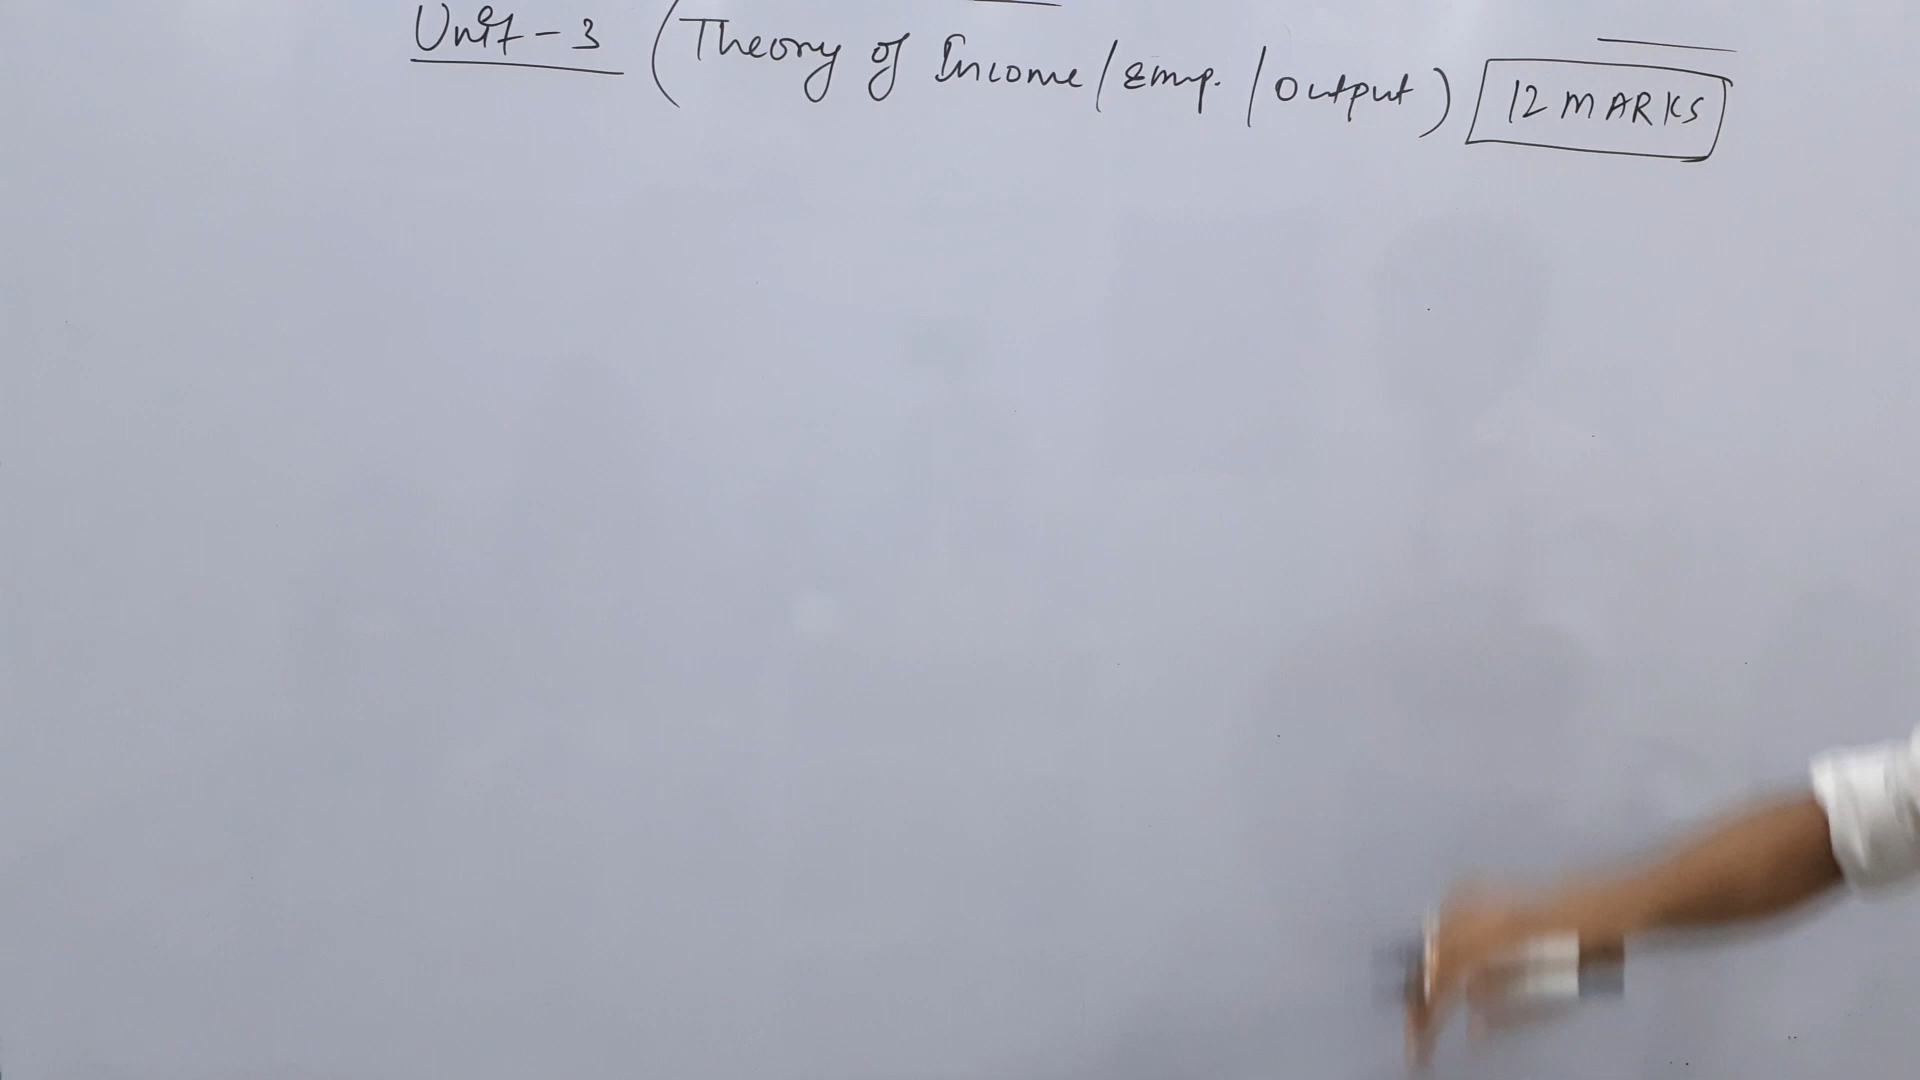 Unit - 3 (Theory of Income / Emp. / Output) 12 MARKS